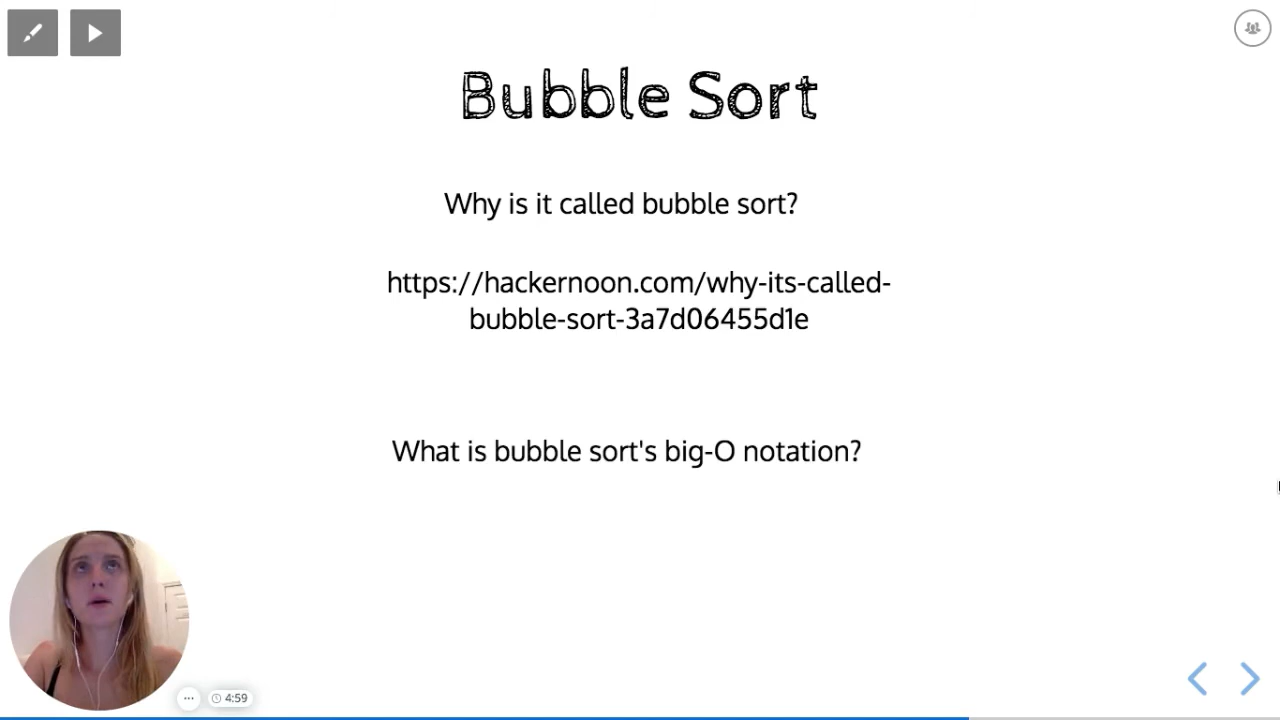 Bubble Sort
Why is it called bubble sort?
https://hackernoon.com/why-its-called-
bubble-sort-3a7d06455d1e
What is bubble sort's big-O notation?
4:59